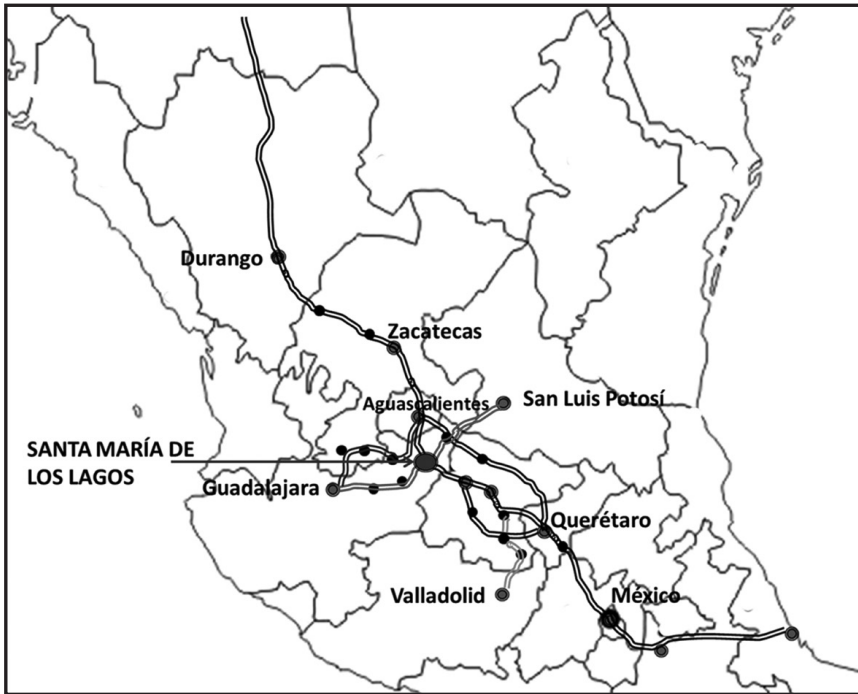 Durango
Zacatecas
Aguascalientes
San Luis Potosí
SANTA MARÍA DE
LOS LAGOS
Guadalajara
Querétaro
Valladolid
México